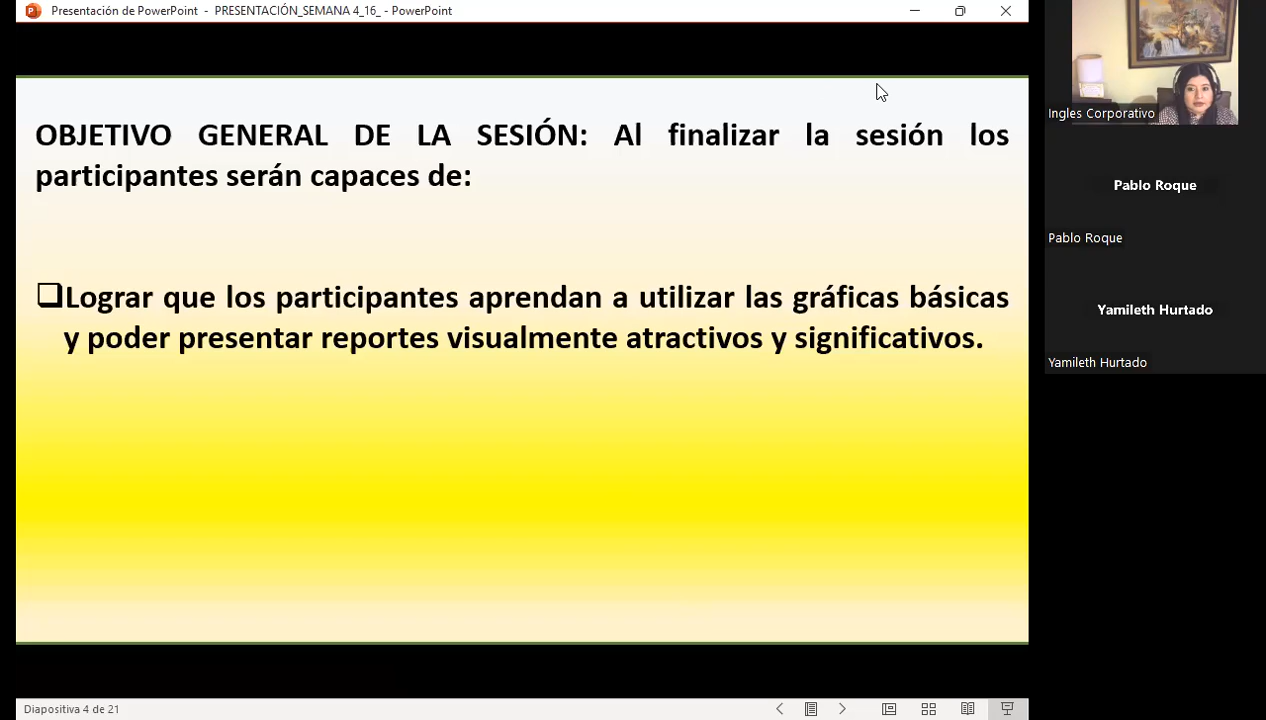 Presentación de PowerPoint - PRESENTACIÓN_SEMANA 4_16_ - PowerPoint
OBJETIVO GENERAL DE LA SESIÓN: Al finalizar la sesión los
participantes serán capaces de:
Lograr que los participantes aprendan a utilizar las gráficas básicas
y poder presentar reportes visualmente atractivos y significativos.
Diapositiva 4 de 21
Ingles Corporativo
Pablo Roque
Pablo Roque
Yamileth Hurtado
Yamileth Hurtado